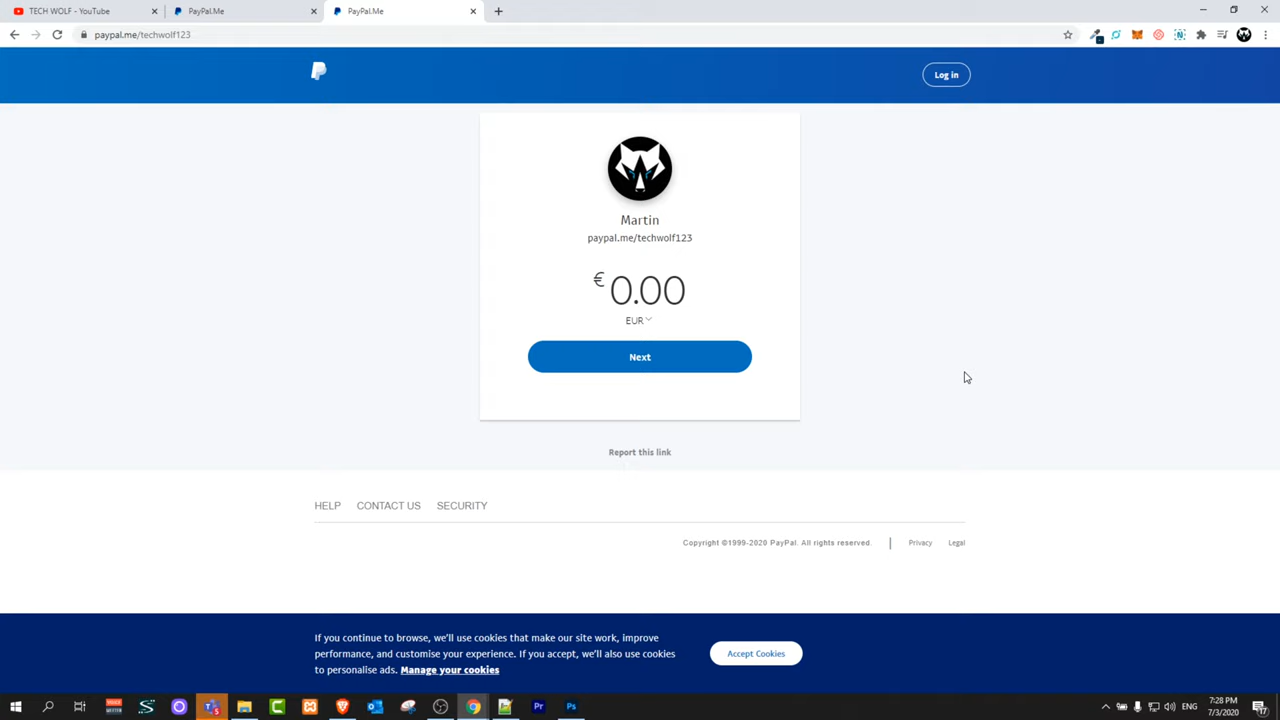 TECH WOLF - YouTube
PayPal.Me
PayPal.Me
paypal.me/techwolf123
Log in
Martin
paypal.me/techwolf123
€ 0.00
EUR
Next
Report this link
HELP CONTACT US SECURITY
Copyright ©1999-2020 PayPal. All rights reserved. | Privacy Legal
If you continue to browse, we'll use cookies that make our site work, improve
performance, and customise your experience. If you accept, we'll also use cookies
to personalise ads. Manage your cookies
Accept Cookies
ENG
7:28 PM
7/3/2020
17